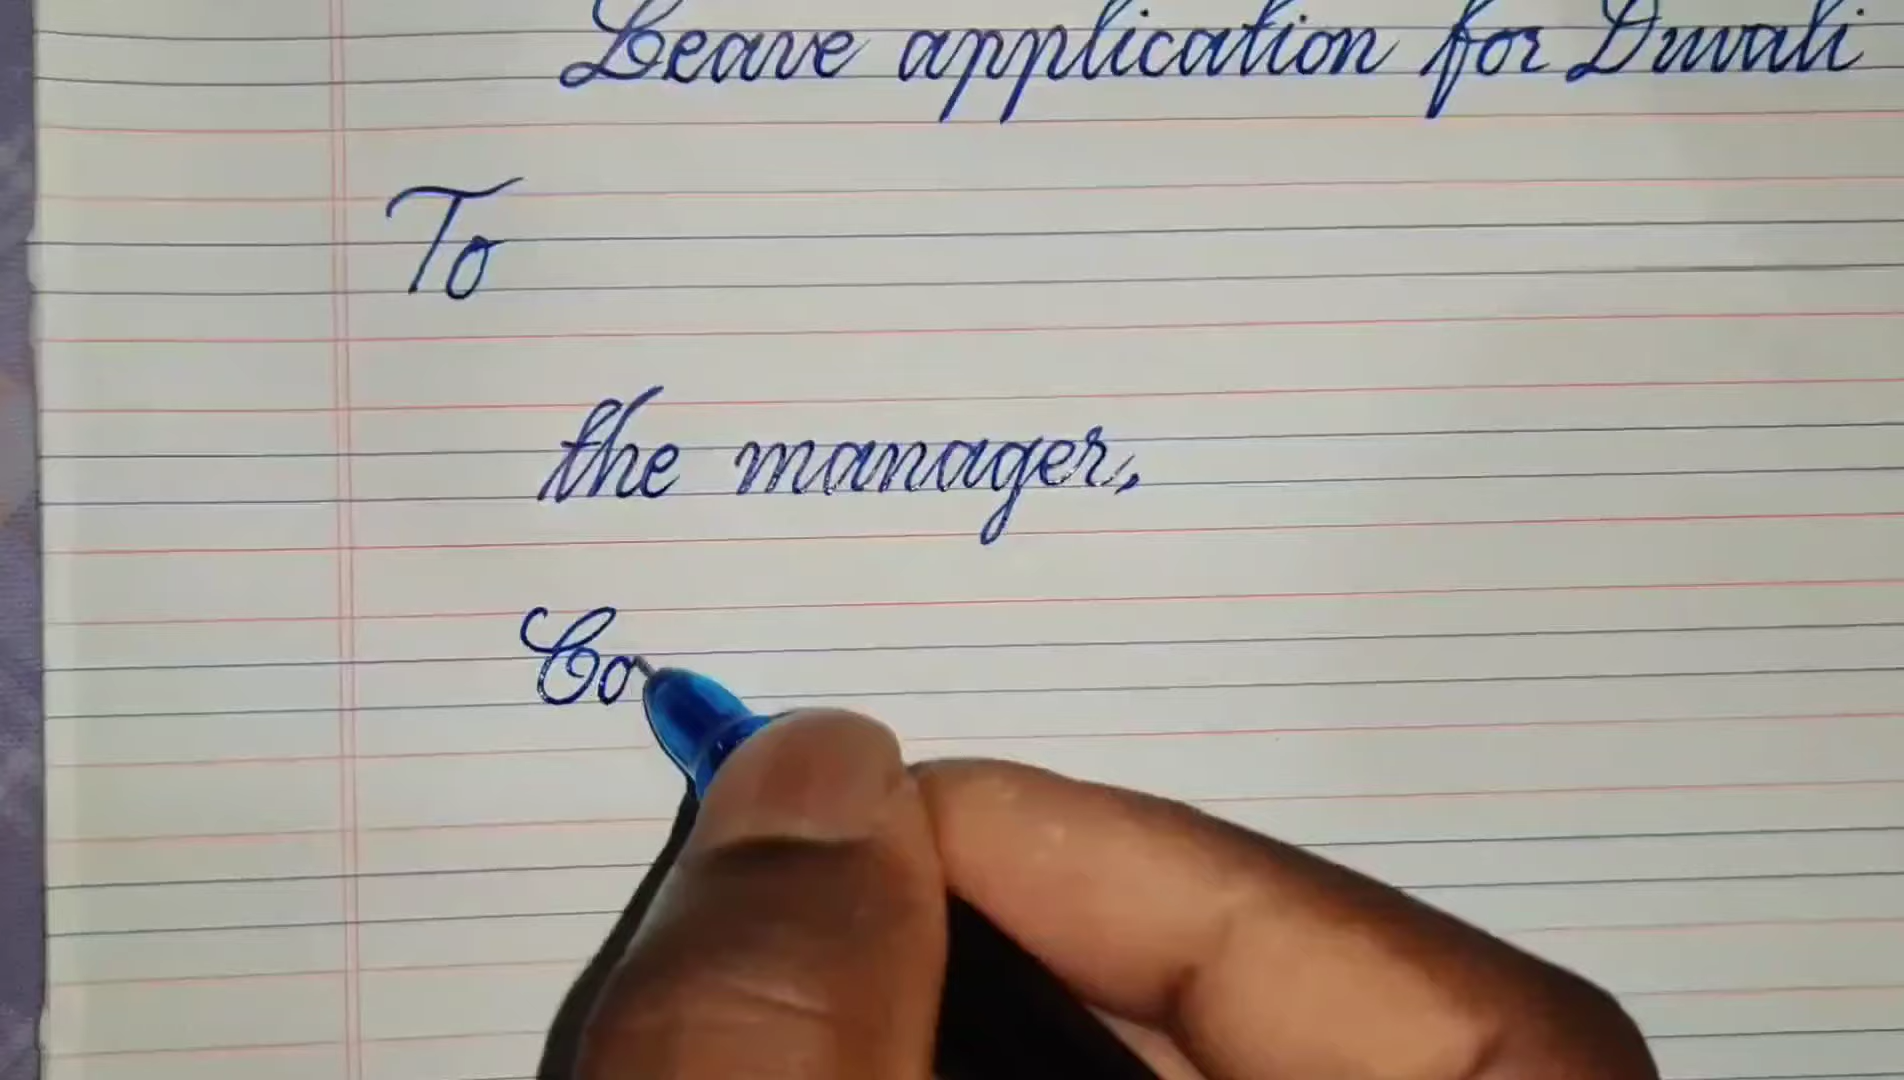 Leave application for Diwali
To
the manager,
Co